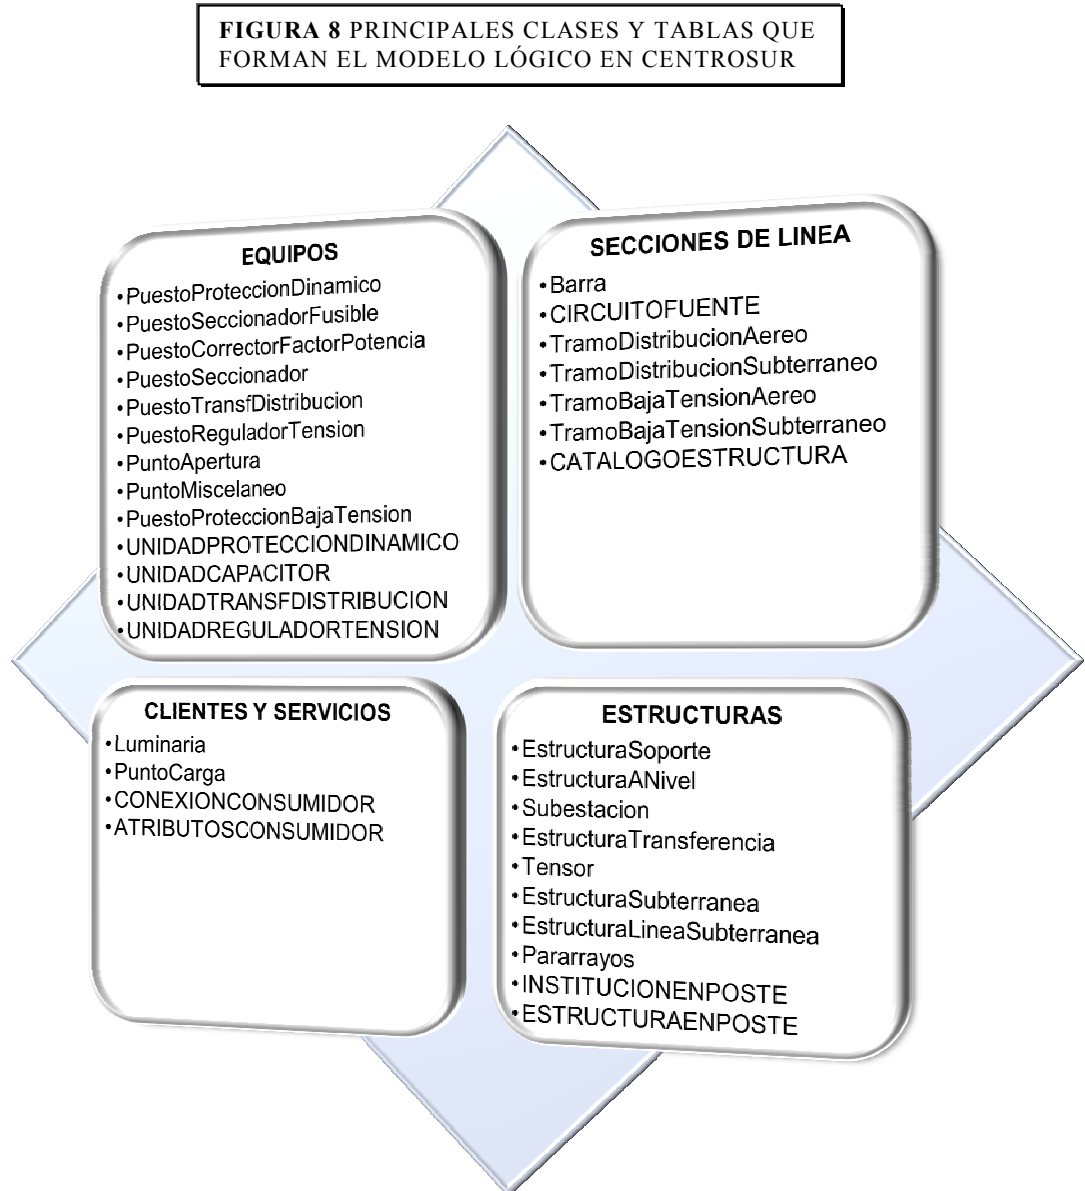 FIGURA 8 PRINCIPALES CLASES Y TABLAS QUE
FORMAN EL MODELO LÓGICO EN CENTROSUR
EQUIPOS
•PuestoProteccionDinamico
•PuestoSeccionadorFusible
•PuestoCorrectorFactorPotencia
•PuestoSeccionador
•PuestoTransfDistribucion
•PuestoReguladorTension
•PuntoApertura
•PuntoMiscelaneo
•PuestoProteccionBajaTension
•UNIDADPROTECCIONDINAMICO
•UNIDADCAPACITOR
•UNIDADTRANSFDISTRIBUCION
•UNIDADREGULADORTENSION
SECCIONES DE LINEA
•Barra
•CIRCUITOFUENTE
•TramoDistribucionAereo
•TramoDistribucionSubterraneo
•TramoBajaTensionAereo
•TramoBajaTensionSubterraneo
•CATALOGOESTRUCTURA
CLIENTES Y SERVICIOS
•Luminaria
•PuntoCarga
•CONEXIONCONSUMIDOR
•ATRIBUTOSCONSUMIDOR
ESTRUCTURAS
•EstructuraSoporte
•EstructuraANivel
•Subestacion
•EstructuraTransferencia
•Tensor
•EstructuraSubterranea
•EstructuraLineaSubterranea
•Pararrayos
•INSTITUCIONENPOSTE
•ESTRUCTURAENPOSTE